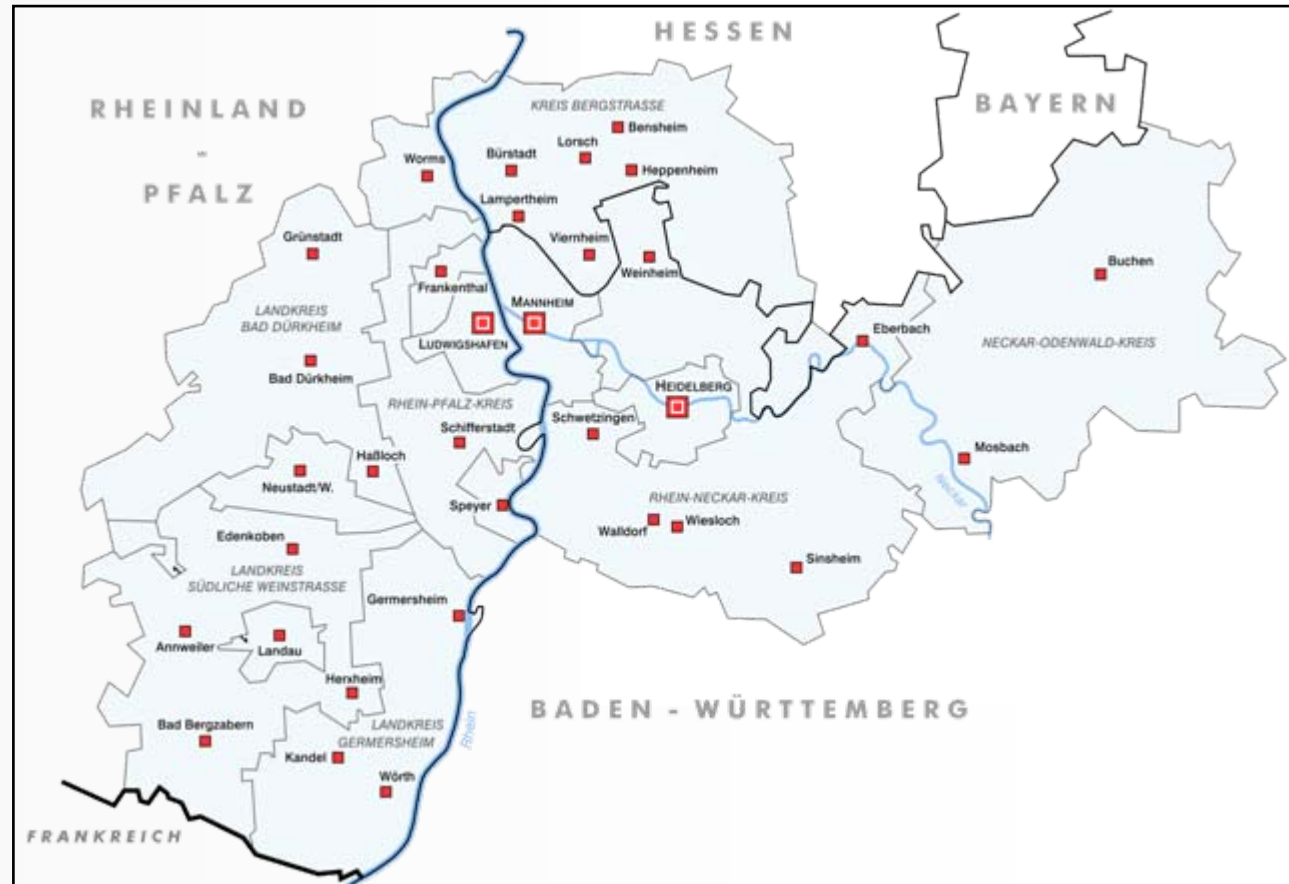 HESSEN
RHEINLAND
-
PFALZ
BAYERN
KREIS BERGSTRASSE
Bensheim
Lorsch
Worms
Bürstadt
Heppenheim
Lampertheim
Grünstadt
Viernheim
Weinheim
Buchen
Frankenthal
MANNHEIM
LANDKREIS
BAD DÜRKHEIM
LUDWIGSHAFEN
Eberbach
NECKAR-ODENWALD-KREIS
Bad Dürkheim
HEIDELBERG
RHEIN-PFALZ-KREIS
Schwetzingen
Schifferstadt
Haßloch
Mosbach
Neustadt/W.
Neckar
RHEIN-NECKAR-KREIS
Speyer
Walldorf
Wiesloch
Edenkoben
Sinsheim
LANDKREIS
SÜDLICHE WEINSTRASSE
Germersheim
Annweiler
Landau
Herxheim
BADEN - WÜRTTEMBERG
Bad Bergzabern
LANDKREIS
GERMERSHEIM
Rhein
Kandel
Wörth
FRANKREICH